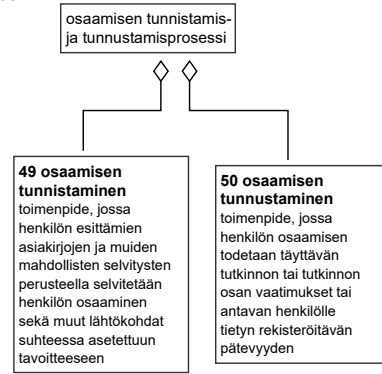 osaamisen tunnistamis-
ja tunnustamisprosessi
49 osaamisen
tunnistaminen
toimenpide, jossa
henkilön esittämien
asiakirjojen ja muiden
mahdollisten selvitysten
perusteella selvitetään
henkilön osaaminen
sekä muut lähtökohdat
suhteessa asetettuun
tavoitteeseen
50 osaamisen
tunnustaminen
toimenpide, jossa
henkilön osaamisen
todetaan täyttävän
tutkinnon tai tutkinnon
osan vaatimukset tai
antavan henkilölle
tietyn rekisteröitävän
pätevyyden